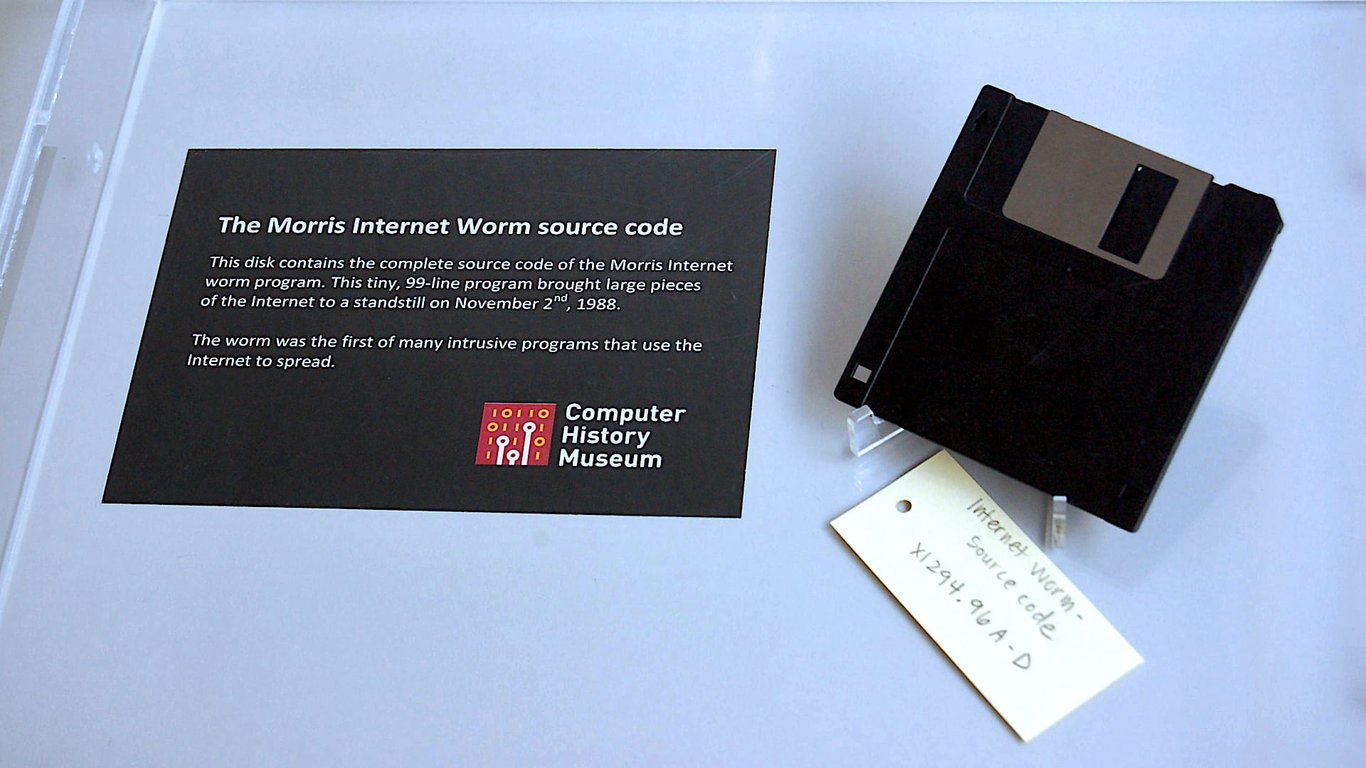 The Morris Internet Worm source code
This disk contains the complete source code of the Morris Internet
worm program. This tiny, 99-line program brought large pieces
of the Internet to a standstill on November 2nd, 1988.
The worm was the first of many intrusive programs that use the
Internet to spread.
10110
Computer
History
Museum
Internet Worm-
source code
X1294.96 A-D